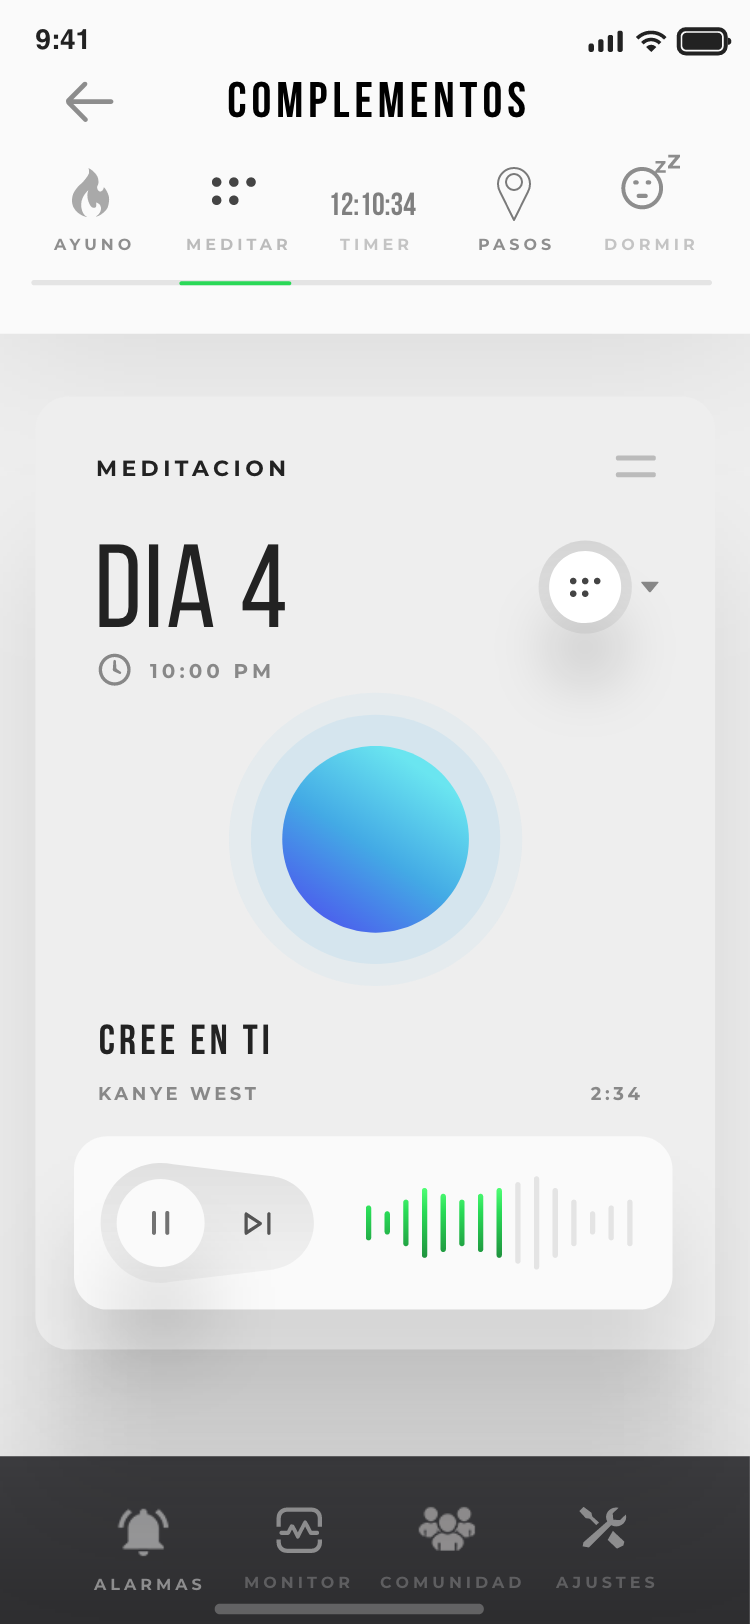 9:41
COMPLEMENTOS
zZ
12:10:34
AYUNO MEDITAR TIMER PASOS DORMIR
MEDITACION
DIA 4
10:00 PM
CREE EN TI
KANYE WEST 2:34
ALARMAS MONITOR COMUNIDAD AJUSTES